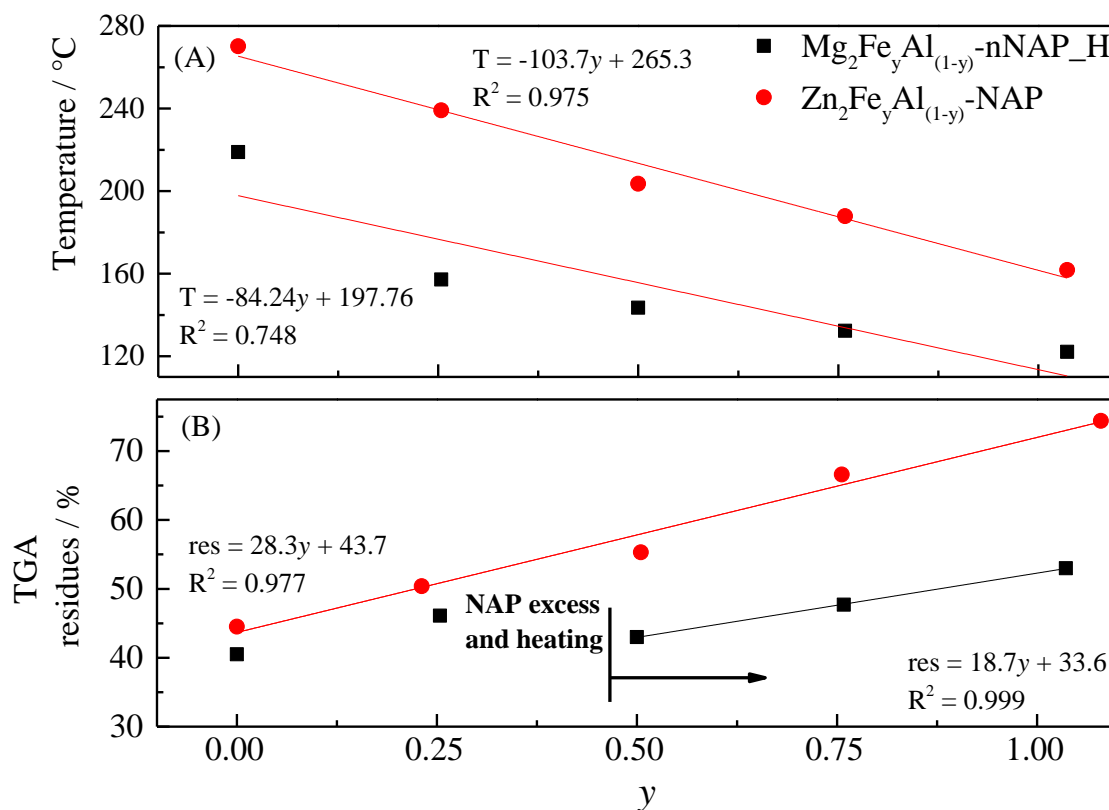 280
240
200
160
120
Temperature / °C
(A)
T = -103.7y + 265.3
R² = 0.975
Mg₂FeᵧAl₍₁₋ᵧ₎-nNAP_H
Zn₂FeᵧAl₍₁₋ᵧ₎-NAP
T = -84.24y + 197.76
R² = 0.748
(B)
70
60
50
40
30
TGA
residues / %
res = 28.3y + 43.7
R² = 0.977
NAP excess
and heating
res = 18.7y + 33.6
R² = 0.999
0.00 0.25 0.50 0.75 1.00
y